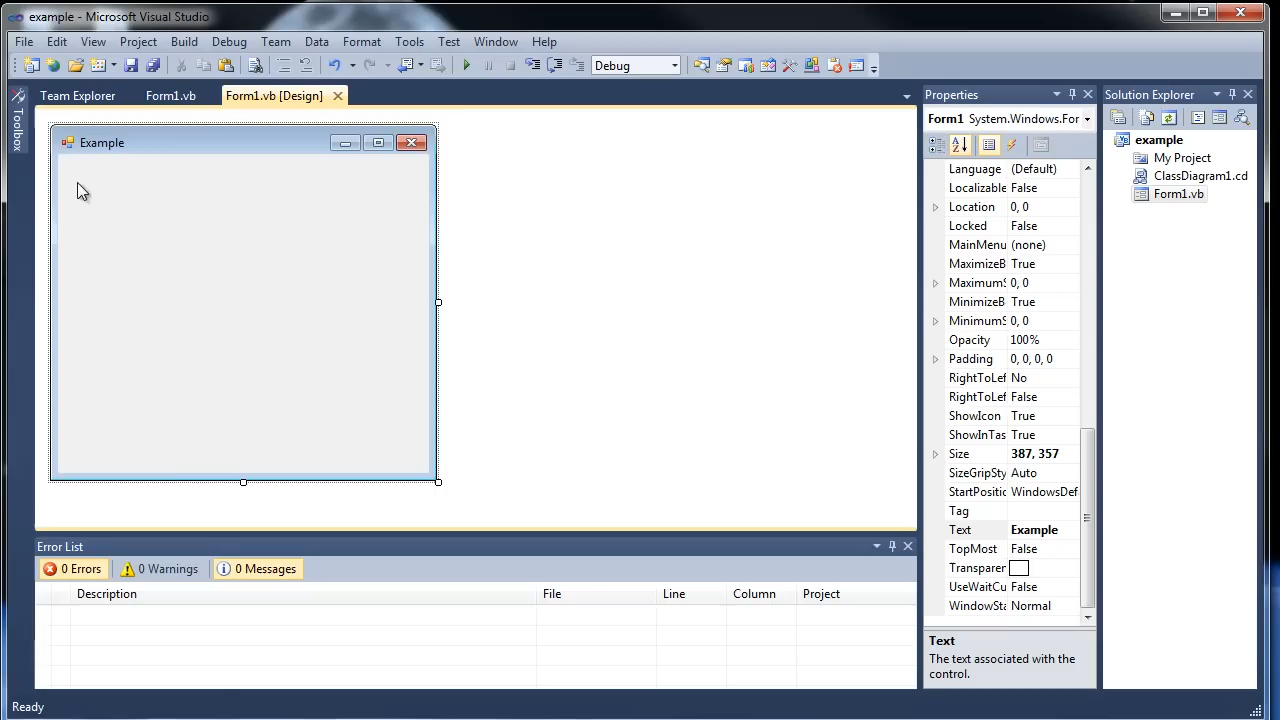 example - Microsoft Visual Studio
File Edit View Project Build Debug Team Data Format Tools Test Window Help
Debug
Toolbox
Team Explorer Form1.vb Form1.vb [Design]
Example
Properties
Form1 System.Windows.For
Language (Default)
Localizable False
Location 0, 0
Locked False
MainMenu (none)
MaximizeB True
MaximumS 0, 0
MinimizeB True
MinimumS 0, 0
Opacity 100%
Padding 0, 0, 0, 0
RightToLef No
RightToLef False
ShowIcon True
ShowInTas True
Size 387, 357
SizeGripSty Auto
StartPositic WindowsDef
Tag
Text Example
TopMost False
Transparer
UseWaitCu False
WindowSta Normal
Text
The text associated with the
control.
Solution Explorer
example
My Project
ClassDiagram1.cd
Form1.vb
Error List
0 Errors 0 Warnings 0 Messages
Description File Line Column Project
Ready